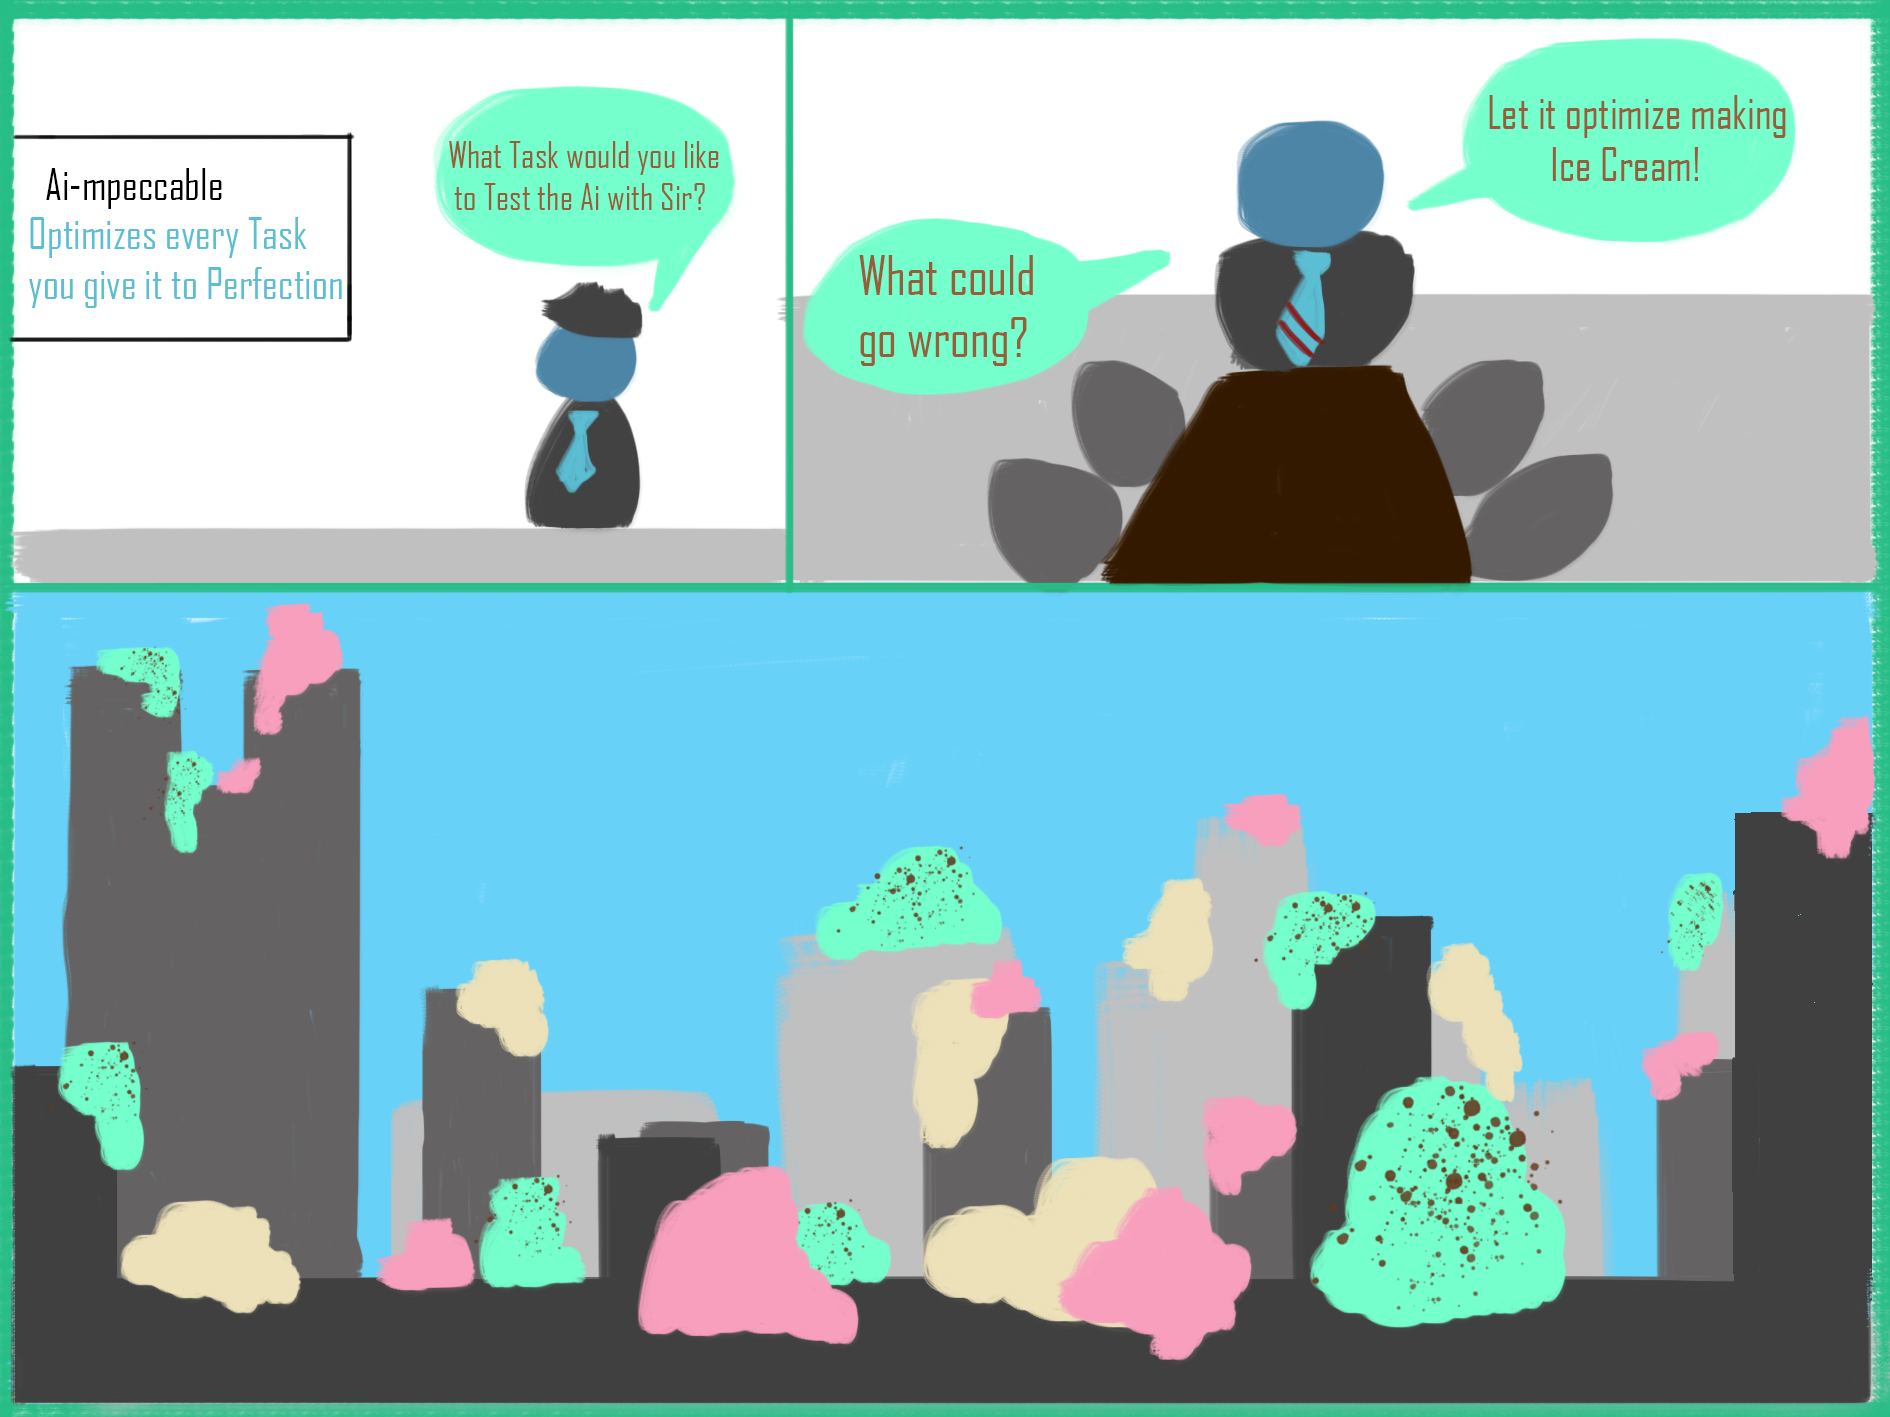 Ai-mpeccable
Optimizes every Task
you give it to Perfection
What Task would you like
to Test the Ai with Sir?
Let it optimize making
Ice Cream!
What could
go wrong?